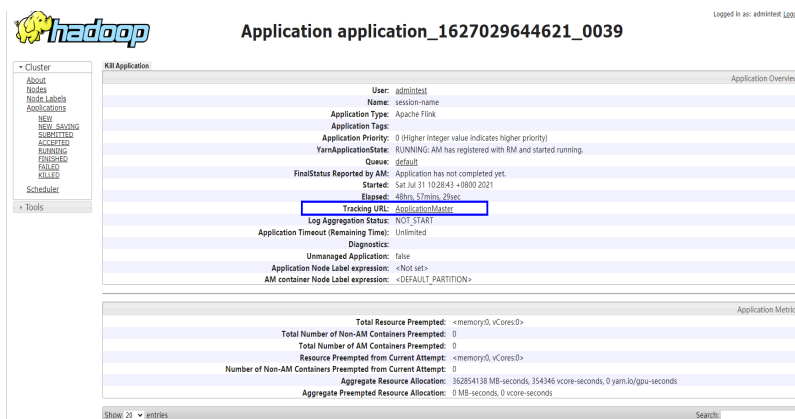 Logged in as: admintest
hadoop
Application application_1627029644621_0039
Cluster
About
Nodes
Node Labels
Applications
NEW
NEW_SAVING
SUBMITTED
ACCEPTED
RUNNING
FINISHED
FAILED
KILLED
Scheduler
Tools
Kill Application
Application Overview
User: admintest
Name: session-name
Application Type: Apache Flink
Application Tags:
Application Priority: 0 (Higher Integer value indicates higher priority)
YarnApplicationState: RUNNING: AM has registered with RM and started running.
Queue: default
FinalStatus Reported by AM: Application has not completed yet.
Started: Sat Jul 31 10:28:43 +0800 2021
Elapsed: 48hrs, 57mins, 29sec
Tracking URL: ApplicationMaster
Log Aggregation Status: NOT_START
Application Timeout (Remaining Time): Unlimited
Diagnostics:
Unmanaged Application: false
Application Node Label expression: <Not set>
AM container Node Label expression: <DEFAULT_PARTITION>
Application Metric
Total Resource Preempted: <memory:0, vCores:0>
Total Number of Non-AM Containers Preempted: 0
Total Number of AM Containers Preempted: 0
Resource Preempted from Current Attempt: <memory:0, vCores:0>
Number of Non-AM Containers Preempted from Current Attempt: 0
Aggregate Resource Allocation: 362854138 MB-seconds, 354346 vcore-seconds, 0 yarn.io/gpu-seconds
Aggregate Preempted Resource Allocation: 0 MB-seconds, 0 vcore-seconds
Show 20 entries
Search: